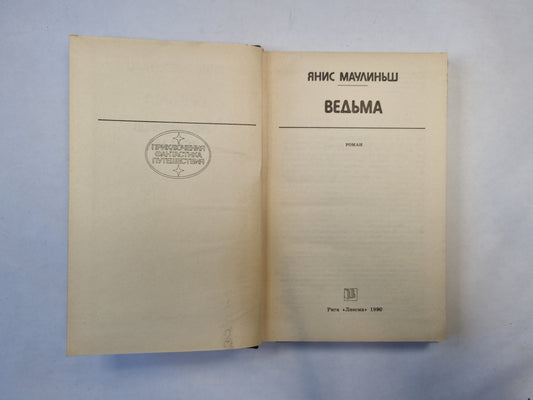 ПРИКЛЮЧЕНИЯ
ФАНТАСТИКА
ПУТЕШЕСТВИЯ
ЯНИС МАУЛИНЬШ
ВЕДЬМА
РОМАН
Рига «Лиесма» 1990